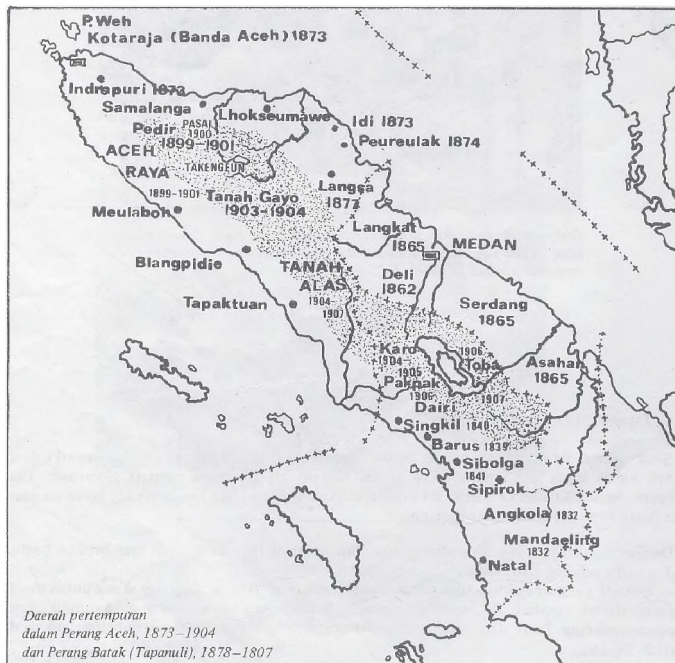 P. Weh
Kotaraja (Banda Aceh) 1873
Indrapuri 1873
Samalanga
Lhokseumawe
Idi 1873
Peureulak 1874
PASAI
1900
Pedir
1899–1901
ACEH
RAYA
TAKENGEUN
1899–1901
Tanah Gayo
1903–1904
Langsa
1877
Meulaboh
Langkat
1865
MEDAN
Blangpidie
TANAH
ALAS
Deli
1862
Tapaktuan
1904
1907
Serdang
1865
Karo
1904
1905
1906
Toba
Asahan
1865
Pakpak
1906
1907
Dairi
Singkil 1840
Barus 1839
Sibolga
1841
Sipirok
Angkola 1832
Mandaeling
1832
Natal
Daerah pertempuran
dalam Perang Aceh, 1873–1904
dan Perang Batak (Tapanuli), 1878–1807